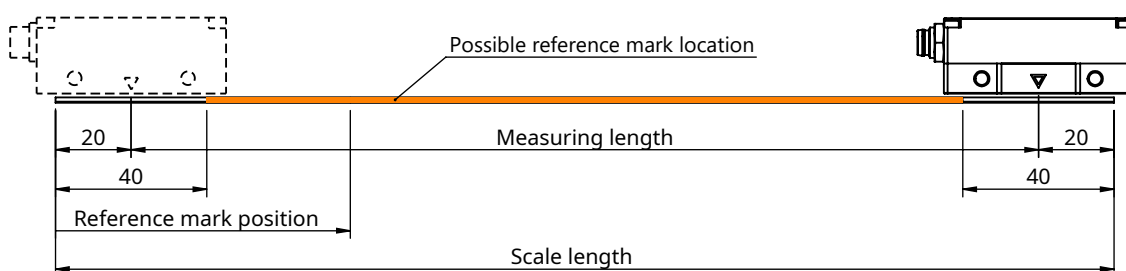 Possible reference mark location
20
Measuring length
20
40
40
Reference mark position
Scale length